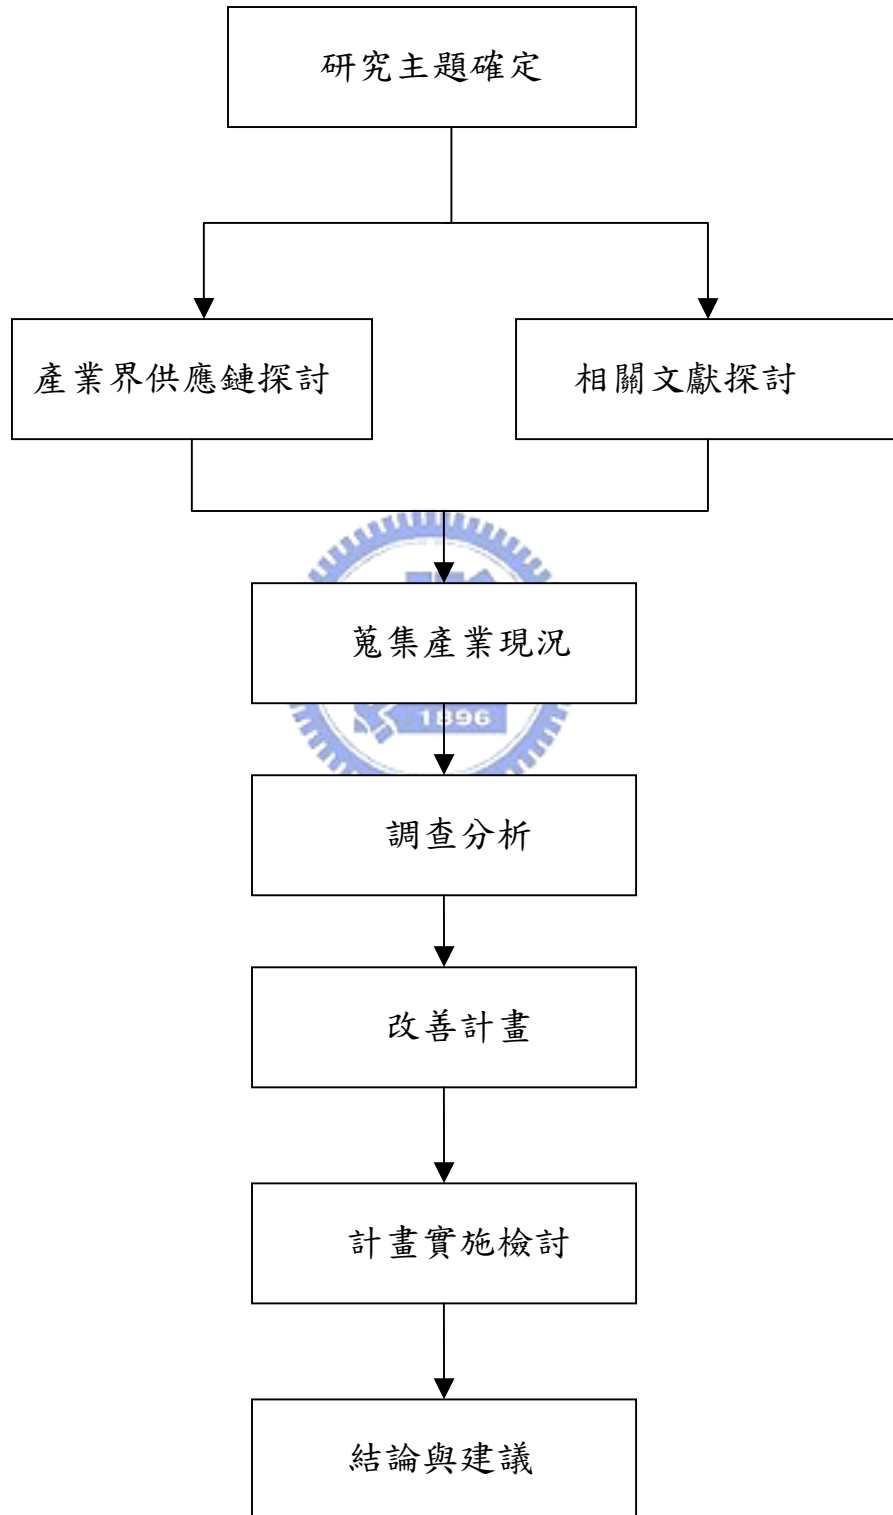 研究主題確定
產業界供應鏈探討
相關文獻探討
蒐集產業現況
1896
調查分析
改善計畫
計畫實施檢討
結論與建議